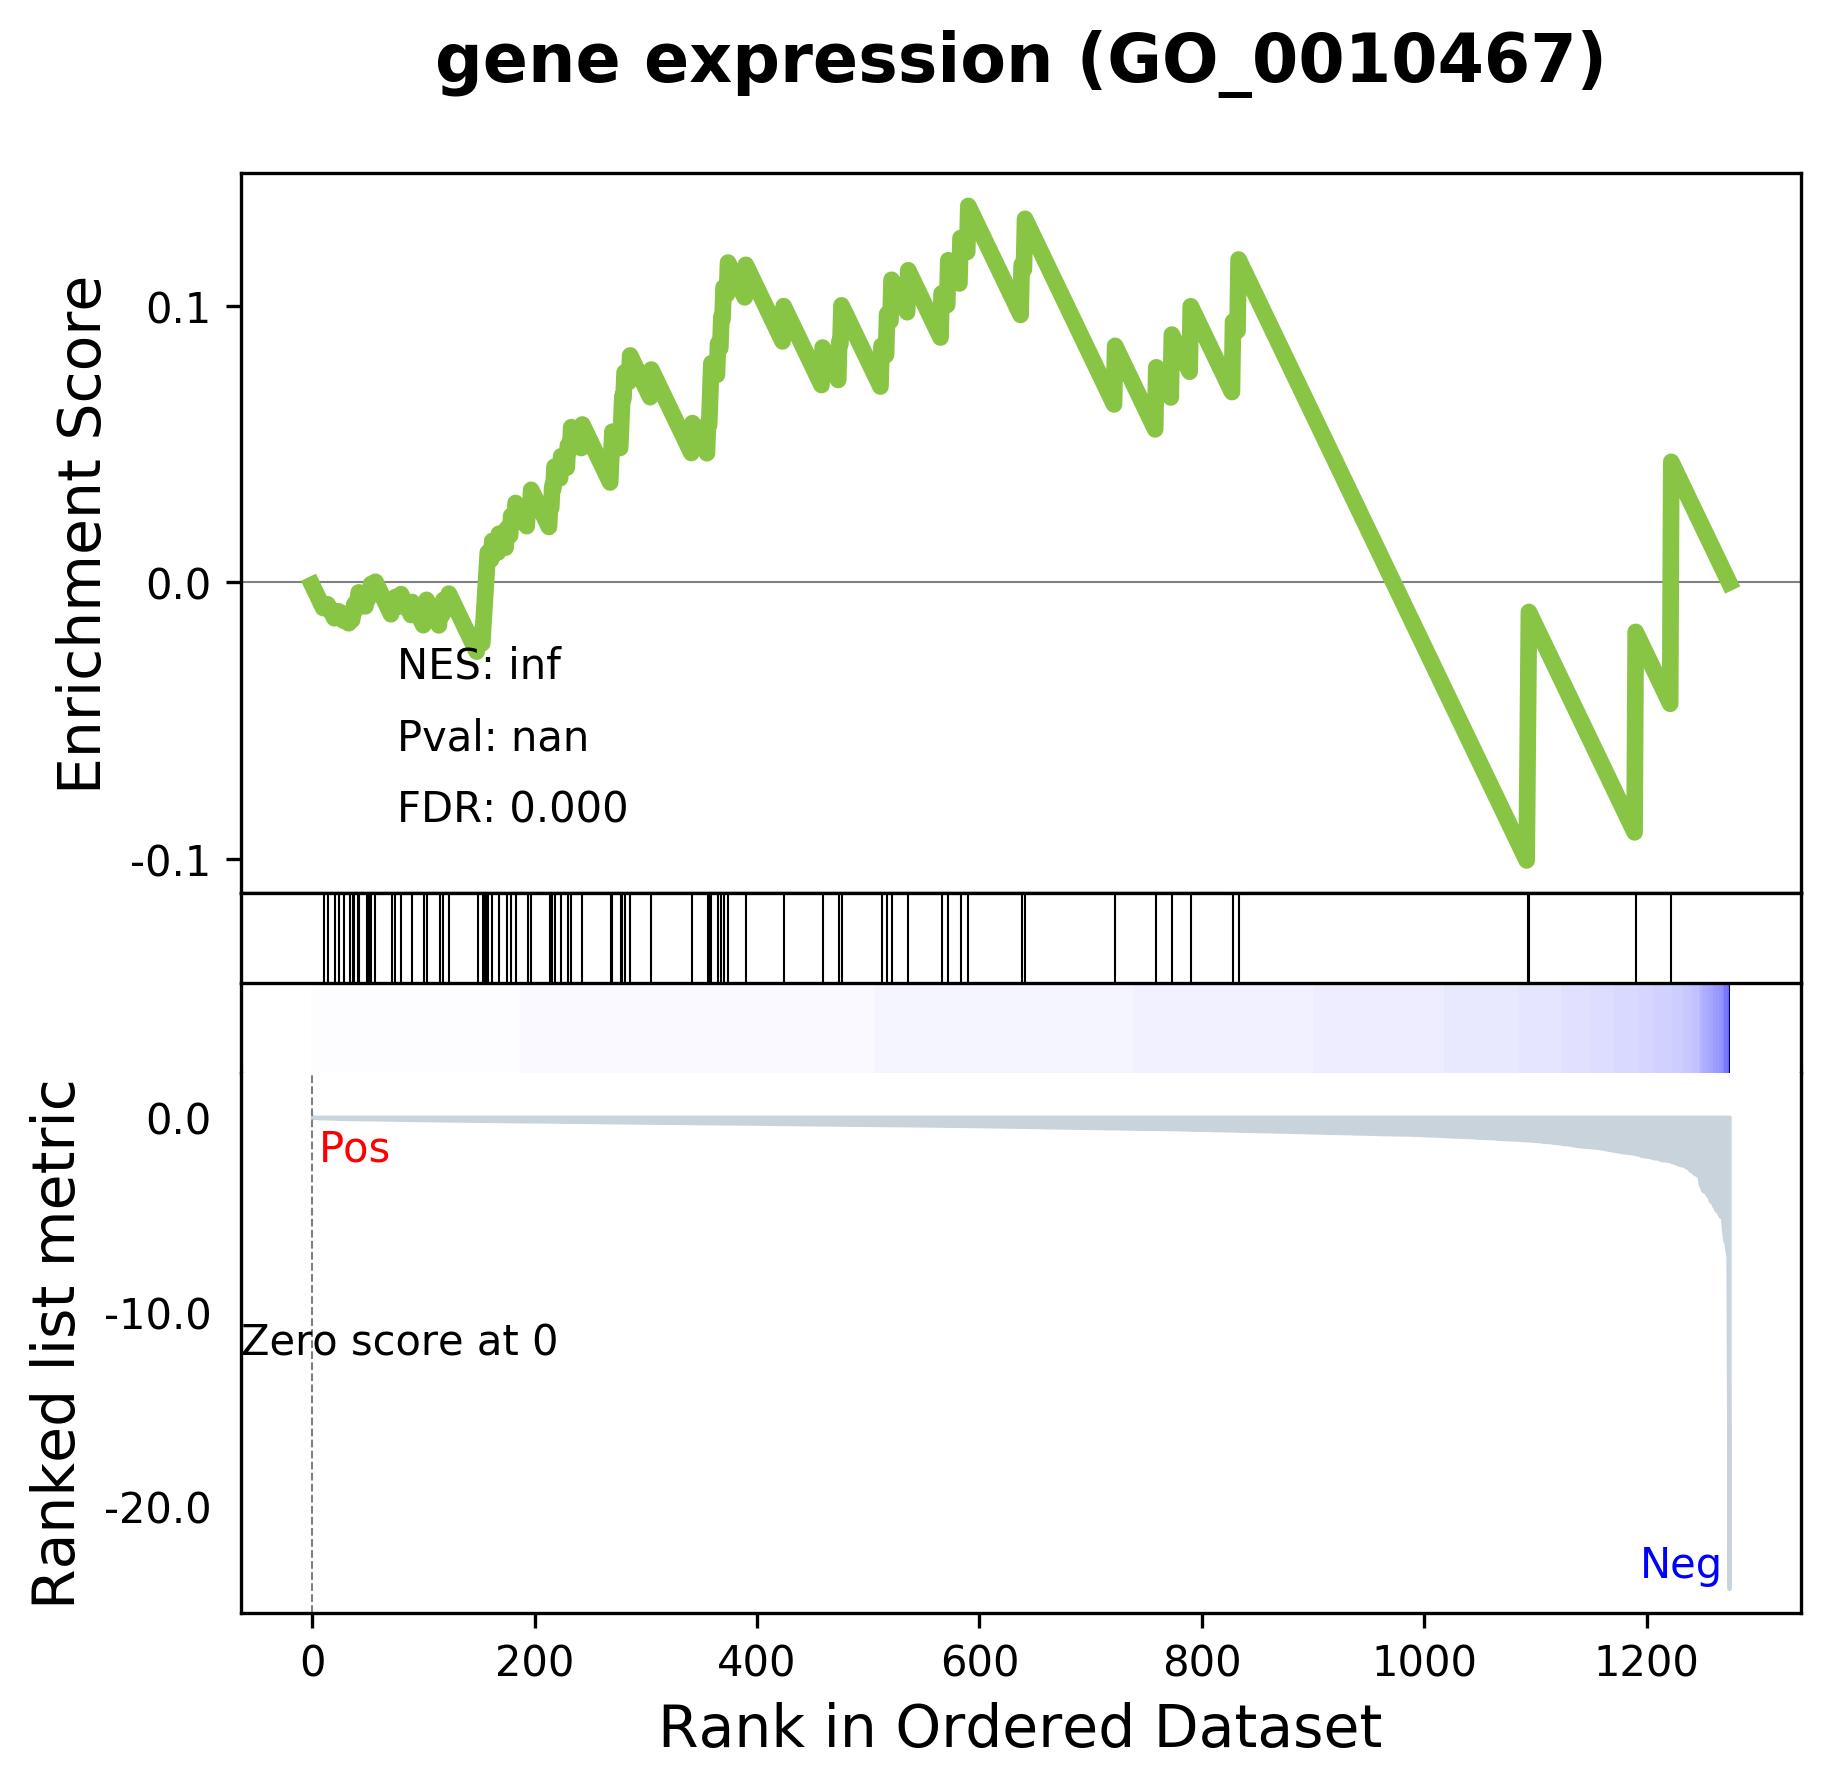 gene expression (GO_0010467)
Enrichment Score
0.1
0.0
-0.1
NES: inf
Pval: nan
FDR: 0.000
Ranked list metric
0.0
-10.0
-20.0
Pos
Zero score at 0
Neg
0 200 400 600 800 1000 1200
Rank in Ordered Dataset